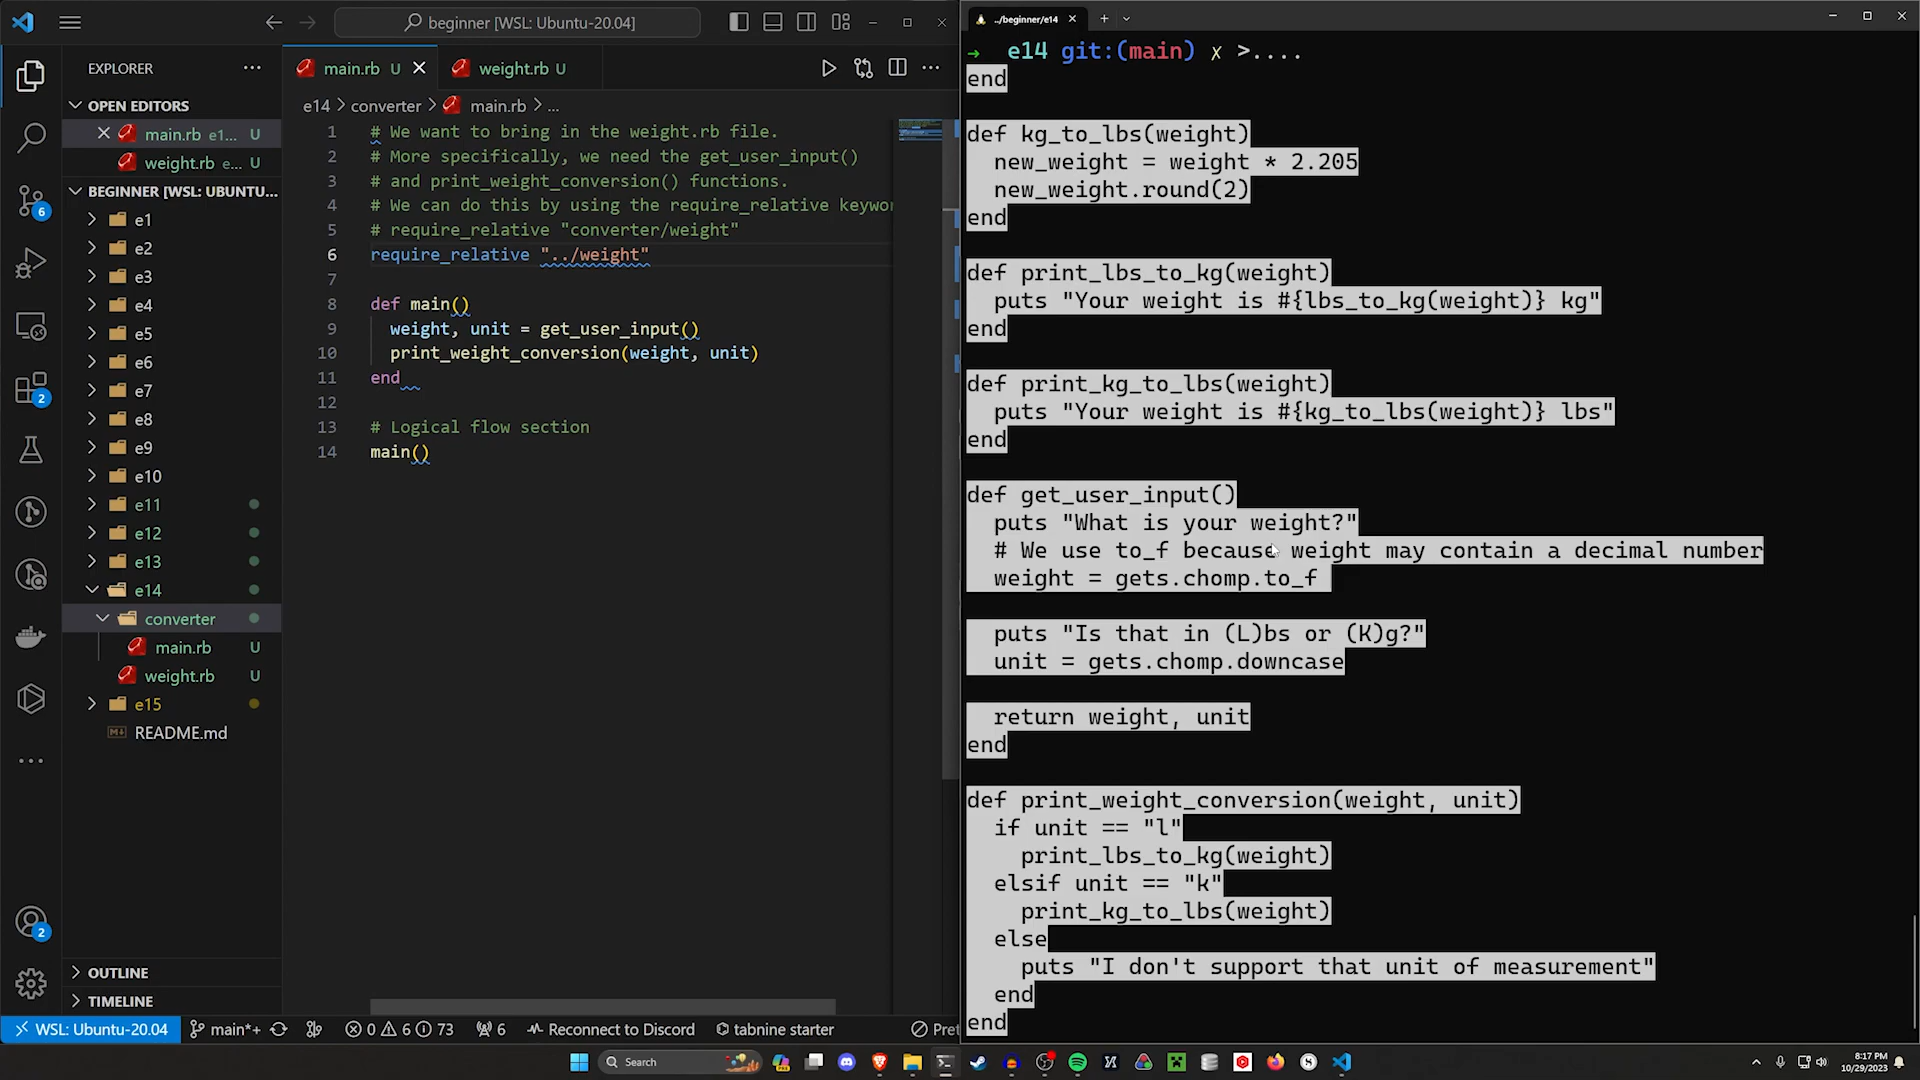 beginner [WSL: Ubuntu-20.04]
EXPLORER
OPEN EDITORS
main.rb e1... U
weight.rb e... U
BEGINNER [WSL: UBUNTU...
e1
e2
e3
e4
e5
e6
e7
e8
e9
e10
e11
e12
e13
e14
converter
main.rb U
weight.rb U
e15
README.md
OUTLINE
TIMELINE
6
2
2
main.rb U
weight.rb U
e14 > converter > main.rb > ...
1 # We want to bring in the weight.rb file.
2 # More specifically, we need the get_user_input()
3 # and print_weight_conversion() functions.
4 # We can do this by using the require_relative keywor
5 # require_relative "converter/weight"
6 require_relative "../weight"
7
8 def main()
9 weight, unit = get_user_input()
10 print_weight_conversion(weight, unit)
11 end
12
13 # Logical flow section
14 main()
WSL: Ubuntu-20.04 main*+ 0 6 73 6 Reconnect to Discord tabnine starter Pret
../beginner/e14
→ e14 git:(main) x >....
end
def kg_to_lbs(weight)
new_weight = weight * 2.205
new_weight.round(2)
end
def print_lbs_to_kg(weight)
puts "Your weight is #{lbs_to_kg(weight)} kg"
end
def print_kg_to_lbs(weight)
puts "Your weight is #{kg_to_lbs(weight)} lbs"
end
def get_user_input()
puts "What is your weight?"
# We use to_f because weight may contain a decimal number
weight = gets.chomp.to_f
puts "Is that in (L)bs or (K)g?"
unit = gets.chomp.downcase
return weight, unit
end
def print_weight_conversion(weight, unit)
if unit == "l"
print_lbs_to_kg(weight)
elsif unit == "k"
print_kg_to_lbs(weight)
else
puts "I don't support that unit of measurement"
end
end
Search
8:17 PM
10/29/2023